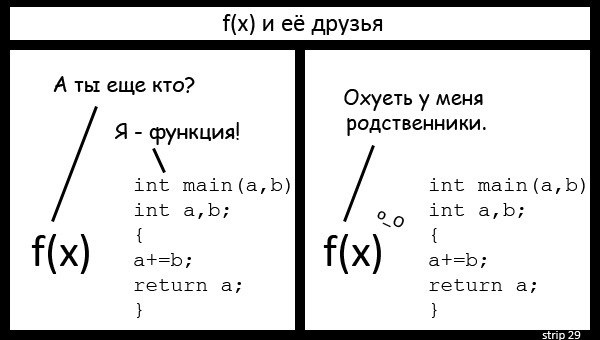 f(x) и её друзья
А ты еще кто?
Я - функция!
int main(a,b)
int a,b;
{
a+=b;
return a;
}
f(x)
Охуеть у меня
родственники.
o_O
int main(a,b)
int a,b;
{
a+=b;
return a;
}
f(x)
strip 29